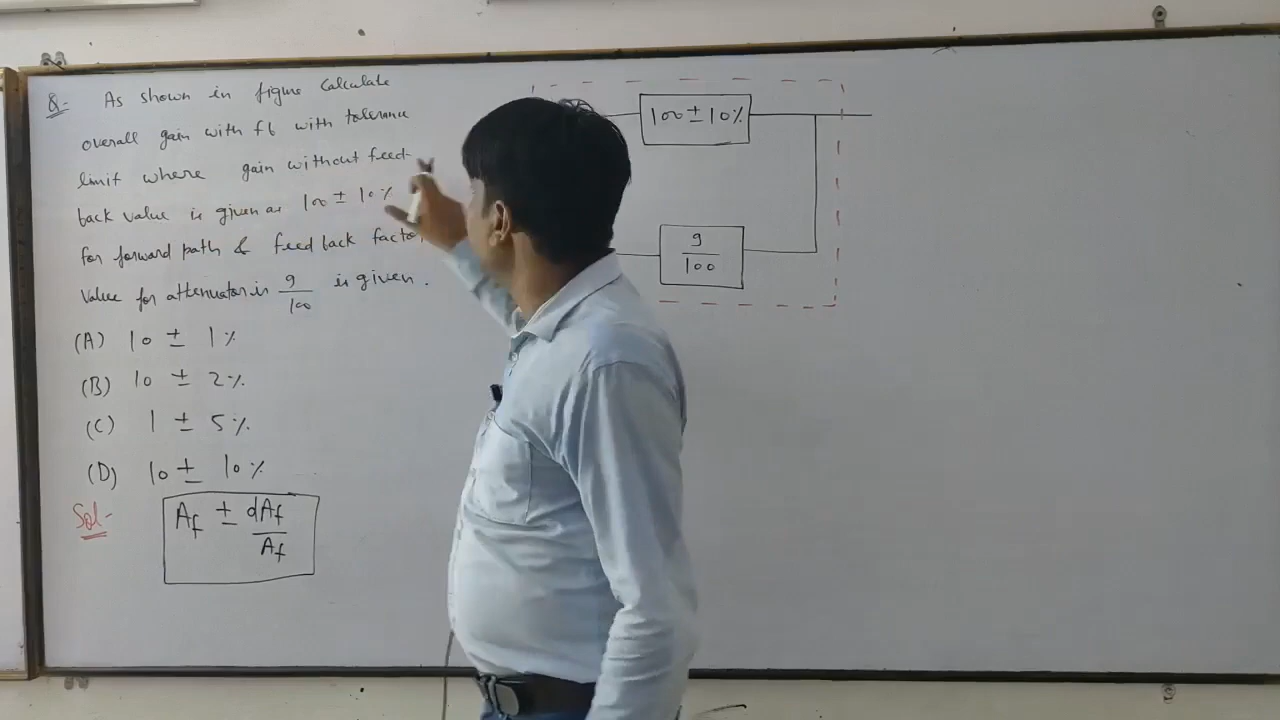 Q:- As shown in figure Calculate
overall gain with fb with tolerance
limit where gain without feed-
back value is given as 100 ± 10%
for forward path & feed back factor
value for attenuator is 9/100 is given.
(A) 10 ± 1%
(B) 10 ± 2%
(C) 1 ± 5%
(D) 10 ± 10%
Sol-
Af ± dAf/Af
100 ± 10%
9/100